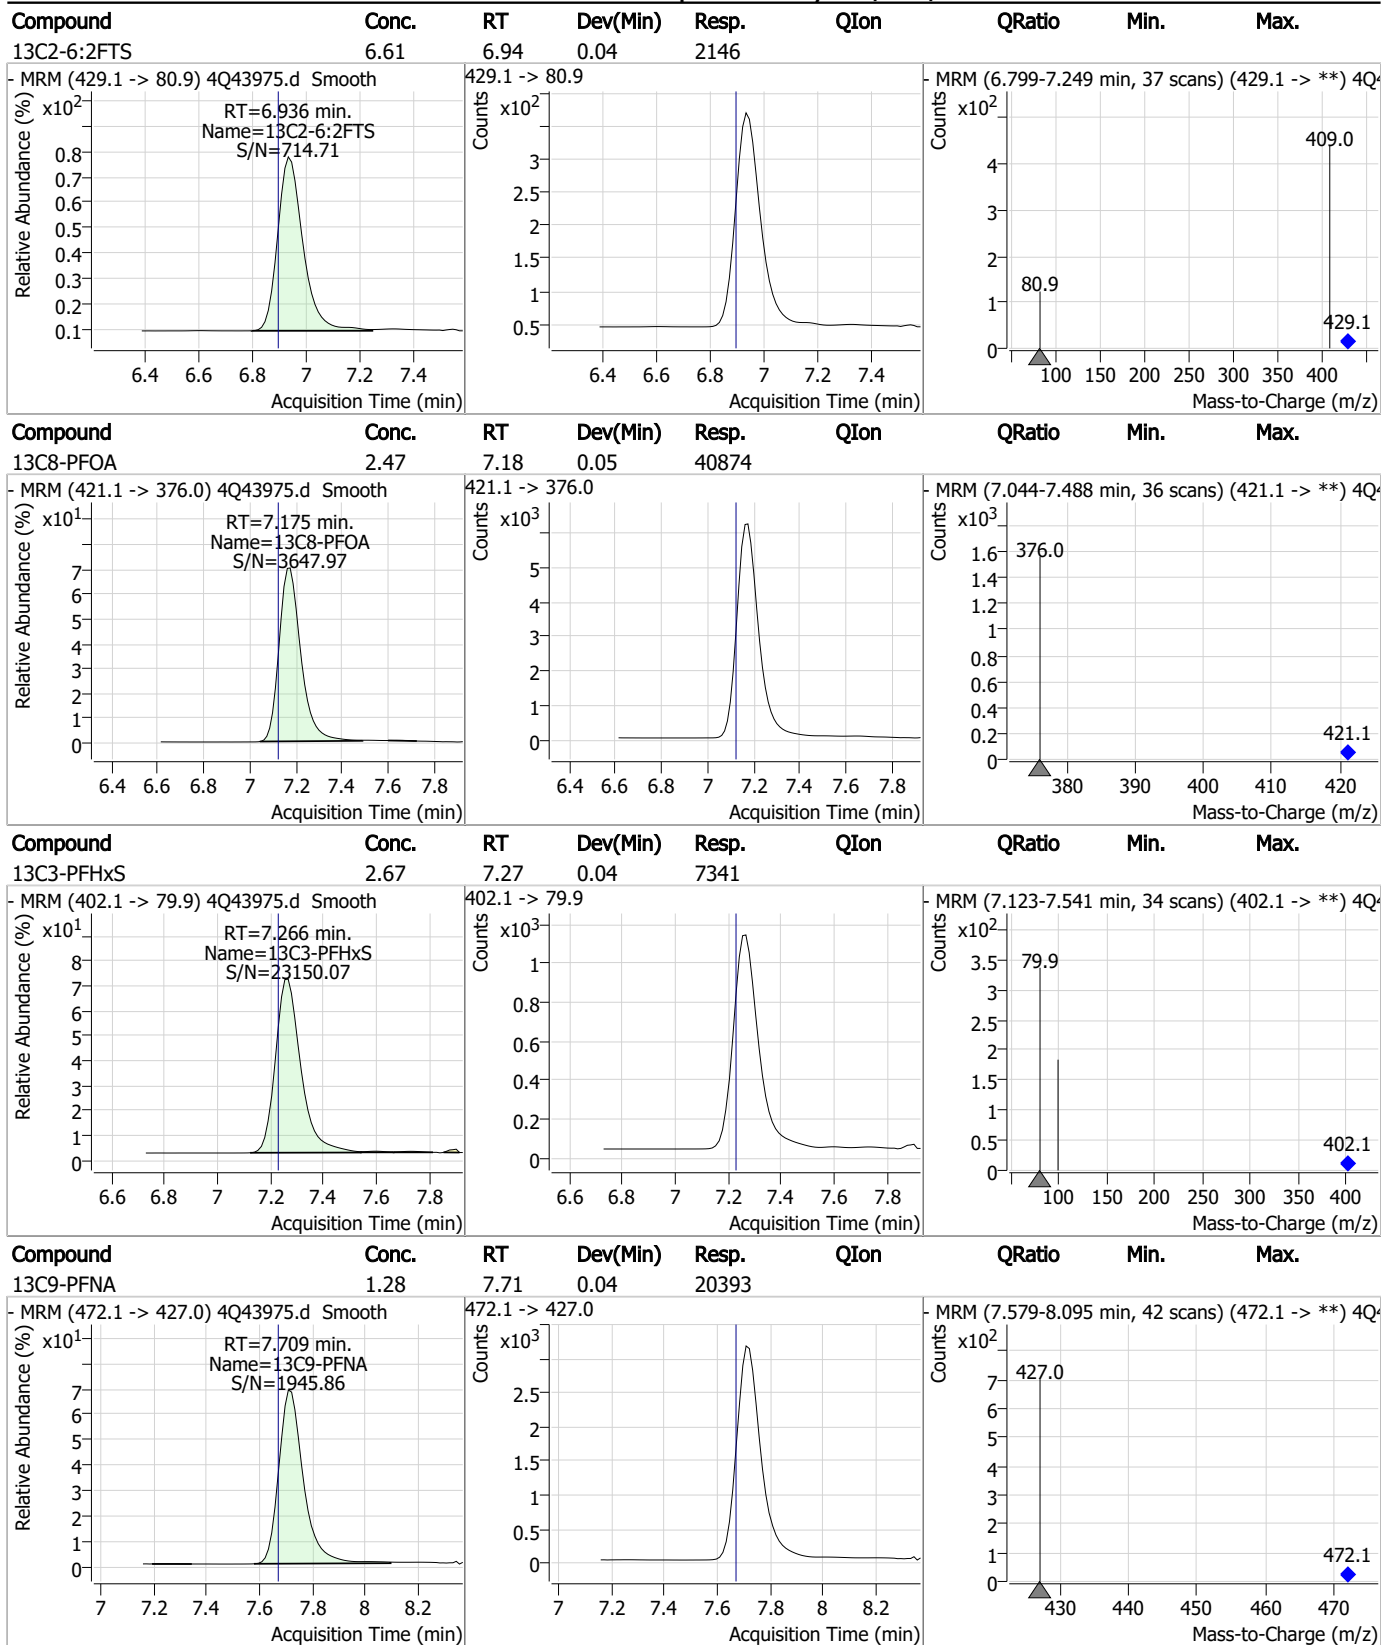 Compound Conc. RT Dev(Min) Resp. QIon QRatio Min. Max.
13C2-6:2FTS 6.61 6.94 0.04 2146
- MRM (429.1 -> 80.9) 4Q43975.d Smooth
x10²
RT=6.936 min.
Name=13C2-6:2FTS
S/N=714.71
Relative Abundance (%)
0.8
0.7
0.6
0.5
0.4
0.3
0.2
0.1
6.4 6.6 6.8 7 7.2 7.4
Acquisition Time (min)
429.1 -> 80.9
Counts
x10²
3
2.5
2
1.5
1
0.5
6.4 6.6 6.8 7 7.2 7.4
Acquisition Time (min)
- MRM (6.799-7.249 min, 37 scans) (429.1 -> **) 4Q4
Counts
x10²
409.0
4
3
2
80.9
1
429.1
0
100 150 200 250 300 350 400
Mass-to-Charge (m/z)
Compound Conc. RT Dev(Min) Resp. QIon QRatio Min. Max.
13C8-PFOA 2.47 7.18 0.05 40874
- MRM (421.1 -> 376.0) 4Q43975.d Smooth
x10¹
RT=7.175 min.
Name=13C8-PFOA
S/N=3647.97
Relative Abundance (%)
7
6
5
4
3
2
1
0
6.4 6.6 6.8 7 7.2 7.4 7.6 7.8
Acquisition Time (min)
421.1 -> 376.0
Counts
x10³
5
4
3
2
1
0
6.4 6.6 6.8 7 7.2 7.4 7.6 7.8
Acquisition Time (min)
- MRM (7.044-7.488 min, 36 scans) (421.1 -> **) 4Q4
Counts
x10³
1.6
376.0
1.4
1.2
1
0.8
0.6
0.4
0.2
421.1
0
380 390 400 410 420
Mass-to-Charge (m/z)
Compound Conc. RT Dev(Min) Resp. QIon QRatio Min. Max.
13C3-PFHxS 2.67 7.27 0.04 7341
- MRM (402.1 -> 79.9) 4Q43975.d Smooth
x10¹
RT=7.266 min.
Name=13C3-PFHxS
S/N=23150.07
Relative Abundance (%)
8
7
6
5
4
3
2
1
0
6.6 6.8 7 7.2 7.4 7.6 7.8
Acquisition Time (min)
402.1 -> 79.9
Counts
x10³
1
0.8
0.6
0.4
0.2
0
6.6 6.8 7 7.2 7.4 7.6 7.8
Acquisition Time (min)
- MRM (7.123-7.541 min, 34 scans) (402.1 -> **) 4Q4
Counts
x10²
3.5
79.9
3
2.5
2
1.5
1
0.5
402.1
0
100 150 200 250 300 350 400
Mass-to-Charge (m/z)
Compound Conc. RT Dev(Min) Resp. QIon QRatio Min. Max.
13C9-PFNA 1.28 7.71 0.04 20393
- MRM (472.1 -> 427.0) 4Q43975.d Smooth
x10¹
RT=7.709 min.
Name=13C9-PFNA
S/N=1945.86
Relative Abundance (%)
7
6
5
4
3
2
1
0
7 7.2 7.4 7.6 7.8 8 8.2
Acquisition Time (min)
472.1 -> 427.0
Counts
x10³
2.5
2
1.5
1
0.5
0
7 7.2 7.4 7.6 7.8 8 8.2
Acquisition Time (min)
- MRM (7.579-8.095 min, 42 scans) (472.1 -> **) 4Q4
Counts
x10²
7
427.0
6
5
4
3
2
1
472.1
0
430 440 450 460 470
Mass-to-Charge (m/z)